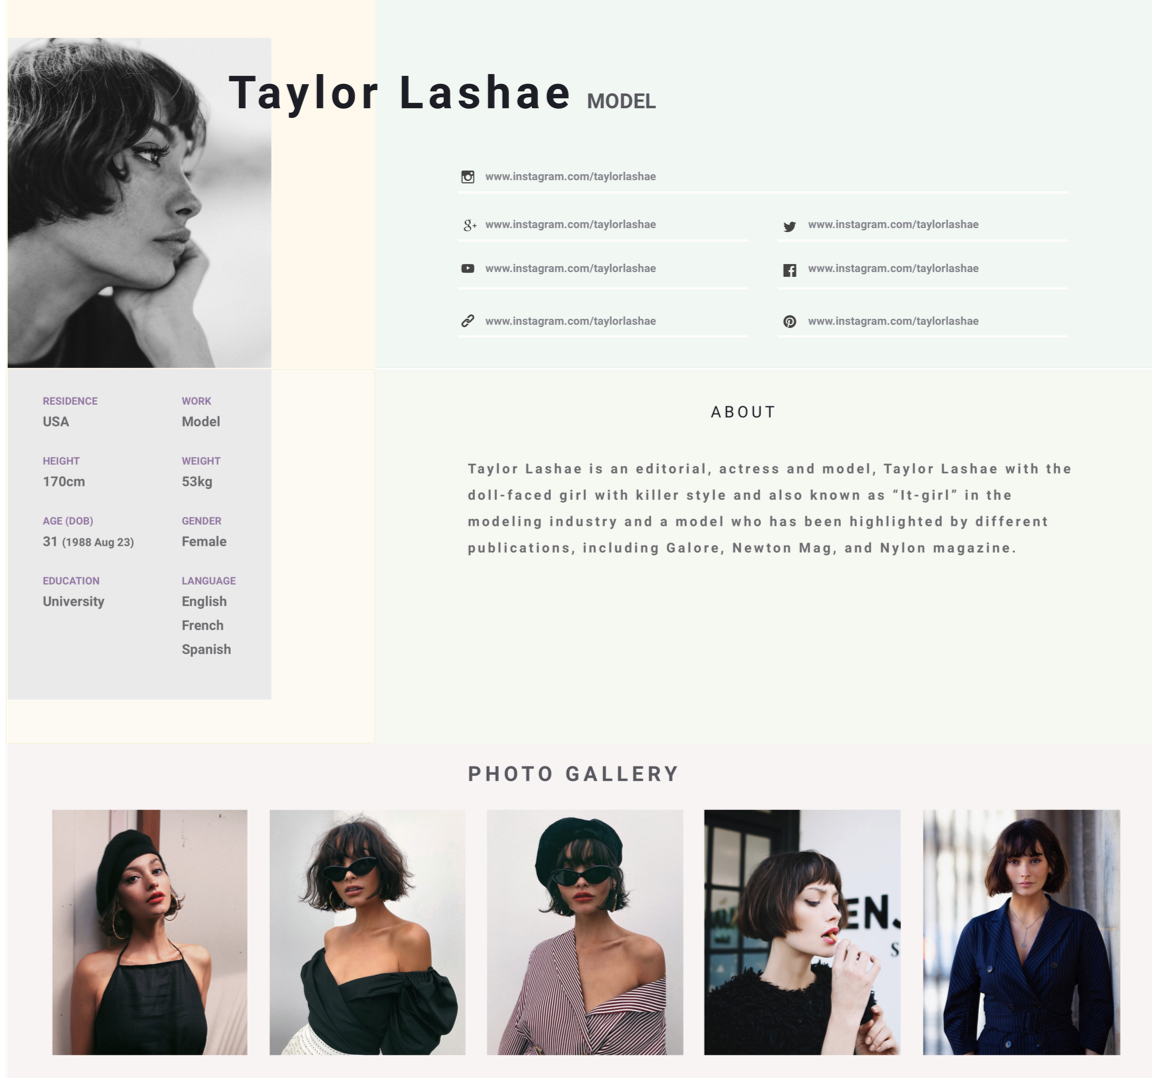 Taylor Lashae MODEL
www.instagram.com/taylorlashae
www.instagram.com/taylorlashae
www.instagram.com/taylorlashae
www.instagram.com/taylorlashae
www.instagram.com/taylorlashae
www.instagram.com/taylorlashae
www.instagram.com/taylorlashae
RESIDENCE
USA
WORK
Model
HEIGHT
170cm
WEIGHT
53kg
AGE (DOB)
31 (1988 Aug 23)
GENDER
Female
EDUCATION
University
LANGUAGE
English
French
Spanish
ABOUT
Taylor Lashae is an editorial, actress and model, Taylor Lashae with the
doll-faced girl with killer style and also known as “It-girl” in the
modeling industry and a model who has been highlighted by different
publications, including Galore, Newton Mag, and Nylon magazine.
PHOTO GALLERY
ENJ
S